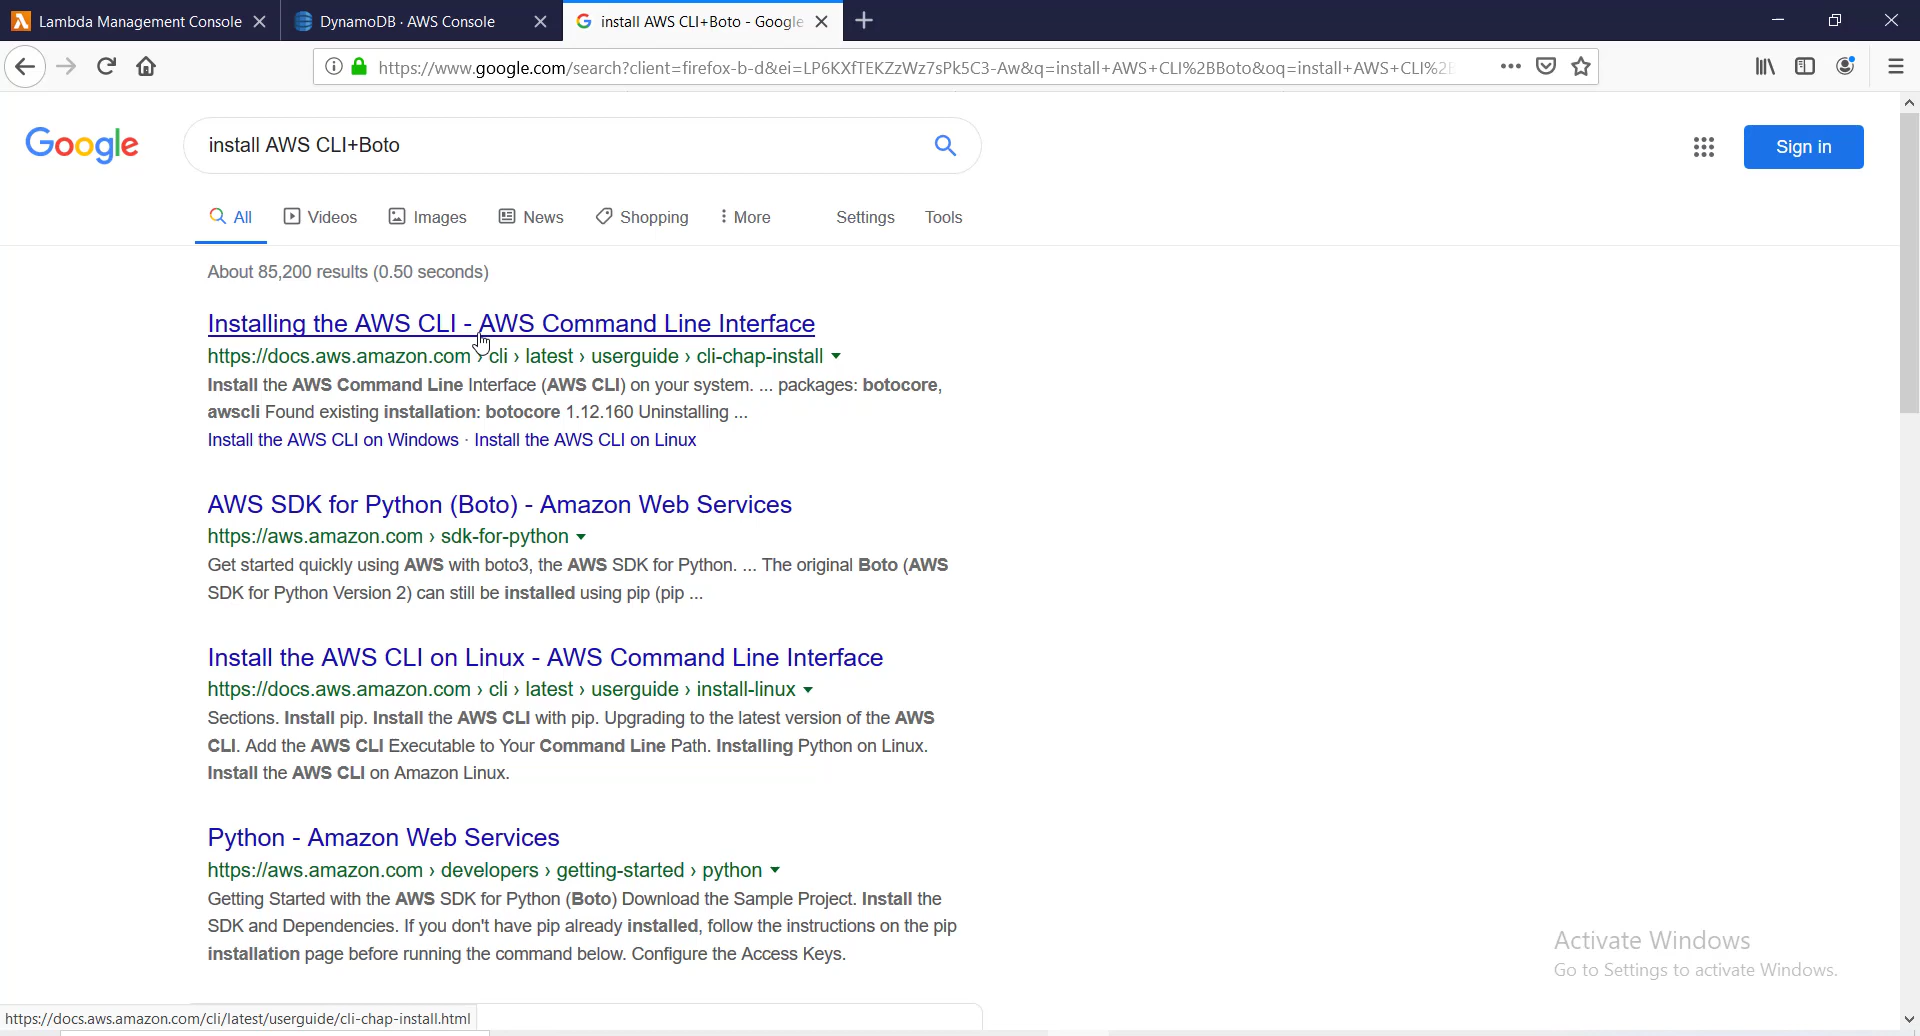 Lambda Management Console
DynamoDB · AWS Console
install AWS CLI+Boto - Google
https://www.google.com/search?client=firefox-b-d&ei=LP6KXfTEKZzWz7sPk5C3-Aw&q=install+AWS+CLI%2BBoto&oq=install+AWS+CLI%2B
Google
install AWS CLI+Boto
Sign in
All Videos Images News Shopping More Settings Tools
About 85,200 results (0.50 seconds)
Installing the AWS CLI - AWS Command Line Interface
https://docs.aws.amazon.com › cli › latest › userguide › cli-chap-install
Install the AWS Command Line Interface (AWS CLI) on your system. ... packages: botocore,
awscli Found existing installation: botocore 1.12.160 Uninstalling ...
Install the AWS CLI on Windows · Install the AWS CLI on Linux
AWS SDK for Python (Boto) - Amazon Web Services
https://aws.amazon.com › sdk-for-python
Get started quickly using AWS with boto3, the AWS SDK for Python. ... The original Boto (AWS
SDK for Python Version 2) can still be installed using pip (pip ...
Install the AWS CLI on Linux - AWS Command Line Interface
https://docs.aws.amazon.com › cli › latest › userguide › install-linux
Sections. Install pip. Install the AWS CLI with pip. Upgrading to the latest version of the AWS
CLI. Add the AWS CLI Executable to Your Command Line Path. Installing Python on Linux.
Install the AWS CLI on Amazon Linux.
Python - Amazon Web Services
https://aws.amazon.com › developers › getting-started › python
Getting Started with the AWS SDK for Python (Boto) Download the Sample Project. Install the
SDK and Dependencies. If you don't have pip already installed, follow the instructions on the pip
installation page before running the command below. Configure the Access Keys.
Activate Windows
Go to Settings to activate Windows.
https://docs.aws.amazon.com/cli/latest/userguide/cli-chap-install.html